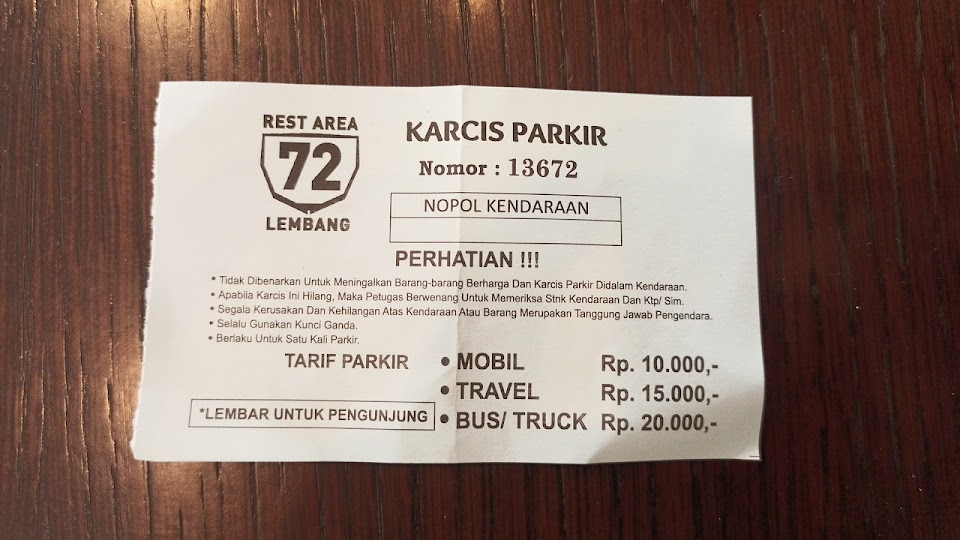 REST AREA
72
LEMBANG
KARCIS PARKIR
Nomor : 13672
NOPOL KENDARAAN
PERHATIAN !!!
• Tidak Dibenarkan Untuk Meningalkan Barang-barang Berharga Dan Karcis Parkir Didalam Kendaraan.
• Apabila Karcis Ini Hilang, Maka Petugas Berwenang Untuk Memeriksa Stnk Kendaraan Dan Ktp/ Sim.
• Segala Kerusakan Dan Kehilangan Atas Kendaraan Atau Barang Merupakan Tanggung Jawab Pengendara.
• Selalu Gunakan Kunci Ganda.
• Berlaku Untuk Satu Kali Parkir.
TARIF PARKIR • MOBIL Rp. 10.000,-
• TRAVEL Rp. 15.000,-
*LEMBAR UNTUK PENGUNJUNG • BUS/ TRUCK Rp. 20.000,-